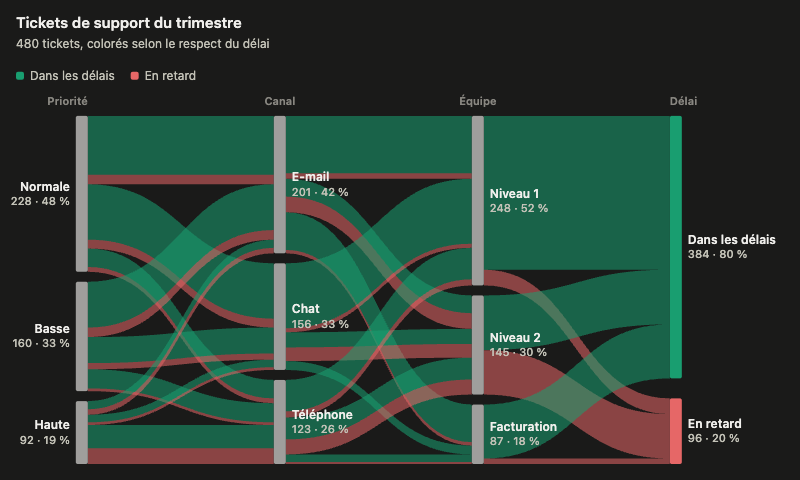 Tickets de support du trimestre
480 tickets, colorés selon le respect du délai
Dans les délais
En retard
Priorité
Canal
Équipe
Délai
Normale
228 · 48 %
Basse
160 · 33 %
Haute
92 · 19 %
E-mail
201 · 42 %
Chat
156 · 33 %
Téléphone
123 · 26 %
Niveau 1
248 · 52 %
Niveau 2
145 · 30 %
Facturation
87 · 18 %
Dans les délais
384 · 80 %
En retard
96 · 20 %